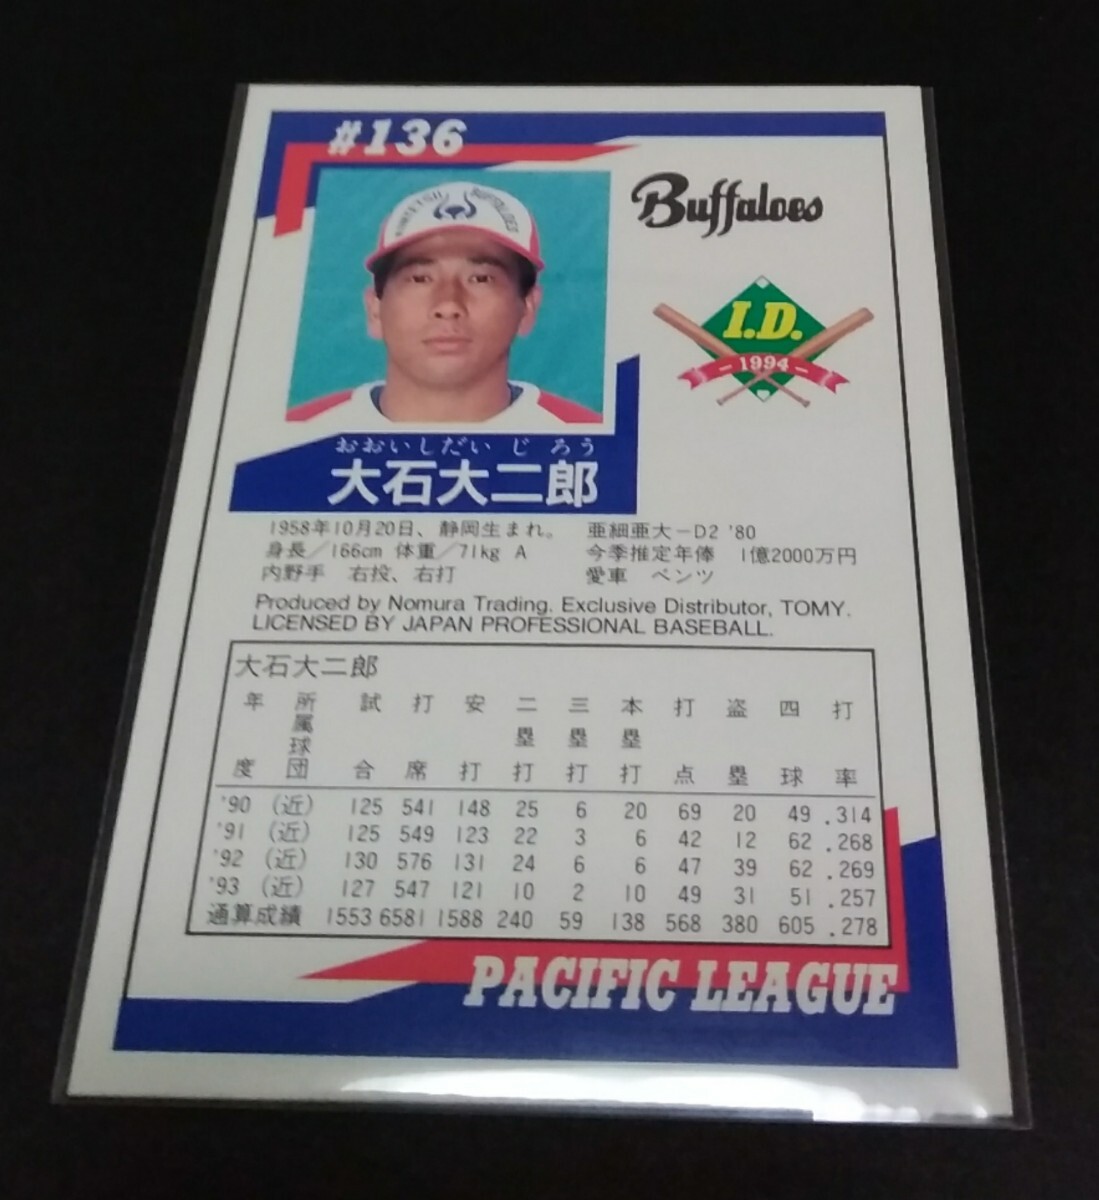 #136
KINTETSU BUFFALOES
Buffaloes
I.D.
-1994-
おおいしだいじろう
大石大二郎
1958年10月20日、静岡生まれ。 亜細亜大-D2 '80
身長/166cm 体重/71kg A 今季推定年俸 1億2000万円
内野手 右投、右打 愛車 ベンツ
Produced by Nomura Trading. Exclusive Distributor, TOMY.
LICENSED BY JAPAN PROFESSIONAL BASEBALL.
大石大二郎
年度 所属球団 試合 打席 安打 二塁打 三塁打 本塁打 打点 盗塁 四球 打率
'90 (近) 125 541 148 25 6 20 69 20 49 .314
'91 (近) 125 549 123 22 3 6 42 12 62 .268
'92 (近) 130 576 131 24 6 6 47 39 62 .269
'93 (近) 127 547 121 10 2 10 49 31 51 .257
通算成績 1553 6581 1588 240 59 138 568 380 605 .278
PACIFIC LEAGUE